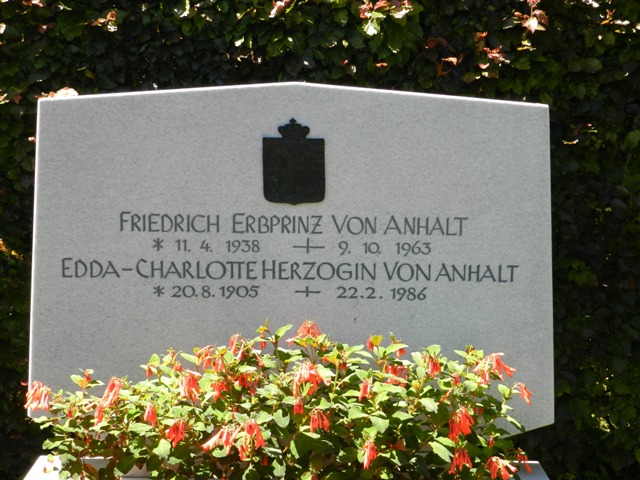 FRIEDRICH ERBPRINZ VON ANHALT
* 11. 4. 1938 + 9. 10. 1963
EDDA-CHARLOTTE HERZOGIN VON ANHALT
* 20. 8. 1905 + 22. 2. 1986